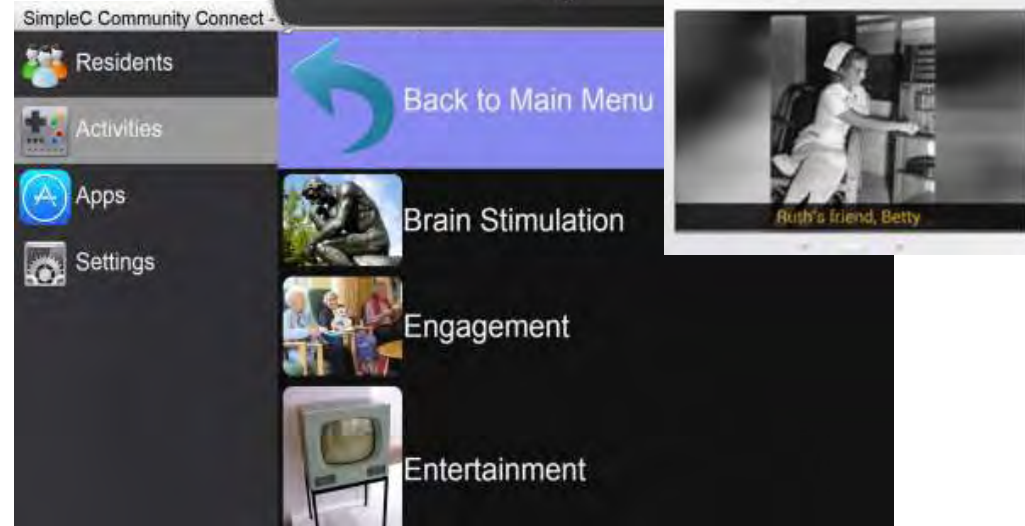 SimpleC Community Connect -
Residents
Activities
Apps
Settings
Back to Main Menu
Brain Stimulation
Engagement
Entertainment
Ruth's friend, Betty